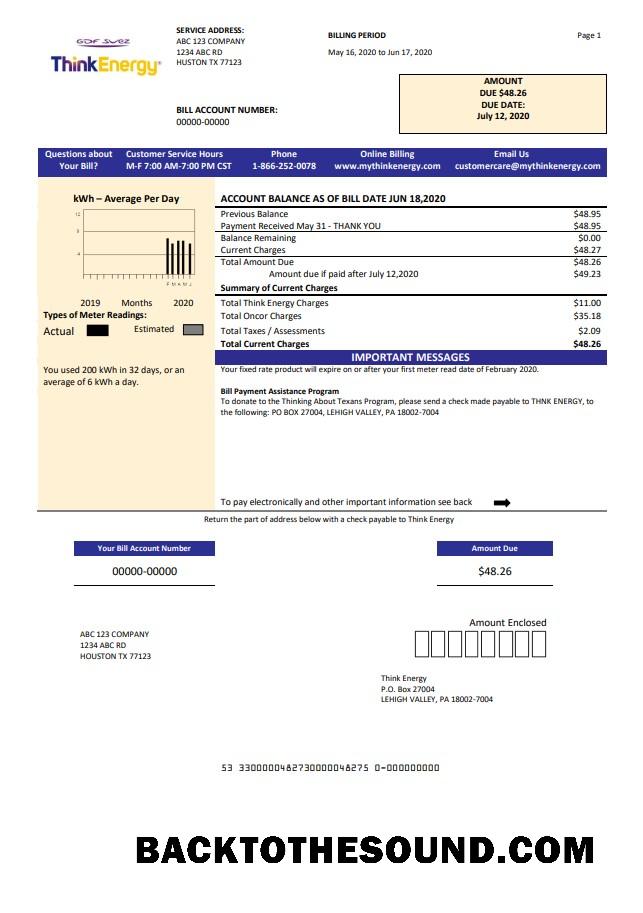 GDF SUEZ
ThinkEnergy
SERVICE ADDRESS:
ABC 123 COMPANY
1234 ABC RD
HUSTON TX 77123
BILL ACCOUNT NUMBER:
00000-00000
BILLING PERIOD
May 16, 2020 to Jun 17, 2020
Page 1
AMOUNT
DUE $48.26
DUE DATE:
July 12, 2020
Questions about Your Bill?
Customer Service Hours
M-F 7:00 AM-7:00 PM CST
Phone
1-866-252-0078
Online Billing
www.mythinkenergy.com
Email Us
customercare@mythinkenergy.com
kWh – Average Per Day
12
8
4
F M A M J
2019 Months 2020
Types of Meter Readings:
Actual Estimated
You used 200 kWh in 32 days, or an
average of 6 kWh a day.
ACCOUNT BALANCE AS OF BILL DATE JUN 18,2020
Previous Balance $48.95
Payment Received May 31 - THANK YOU $48.95
Balance Remaining $0.00
Current Charges $48.27
Total Amount Due $48.26
Amount due if paid after July 12,2020 $49.23
Summary of Current Charges
Total Think Energy Charges $11.00
Total Oncor Charges $35.18
Total Taxes / Assessments $2.09
Total Current Charges $48.26
IMPORTANT MESSAGES
Your fixed rate product will expire on or after your first meter read date of February 2020.
Bill Payment Assistance Program
To donate to the Thinking About Texans Program, please send a check made payable to THNK ENERGY, to
the following: PO BOX 27004, LEHIGH VALLEY, PA 18002-7004
To pay electronically and other important information see back
Return the part of address below with a check payable to Think Energy
Your Bill Account Number
00000-00000
Amount Due
$48.26
ABC 123 COMPANY
1234 ABC RD
HOUSTON TX 77123
Amount Enclosed
Think Energy
P.O. Box 27004
LEHIGH VALLEY, PA 18002-7004
53 3300000482730000048275 0-000000000
BACKTOTHESOUND.COM